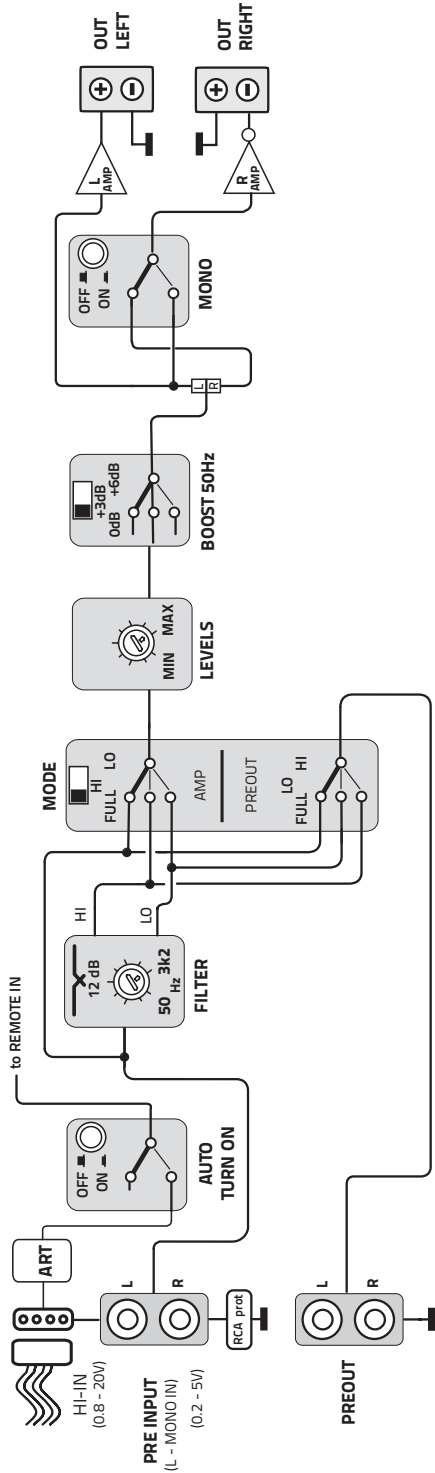 HI-IN
(0.8 - 20V)
ART
PRE INPUT
(L - MONO IN)
(0.2 - 5V)
L
R
RCA prot
PREOUT
L
R
to REMOTE IN
OFF
ON
AUTO
TURN ON
12 dB
50
Hz
3k2
FILTER
HI
LO
MODE
FULL
HI
LO
AMP
PREOUT
FULL
LO
HI
MIN
MAX
LEVELS
0dB
+3dB
+6dB
BOOST 50Hz
L
R
OFF
ON
MONO
L
AMP
R
AMP
OUT
LEFT
+
−
OUT
RIGHT
+
−